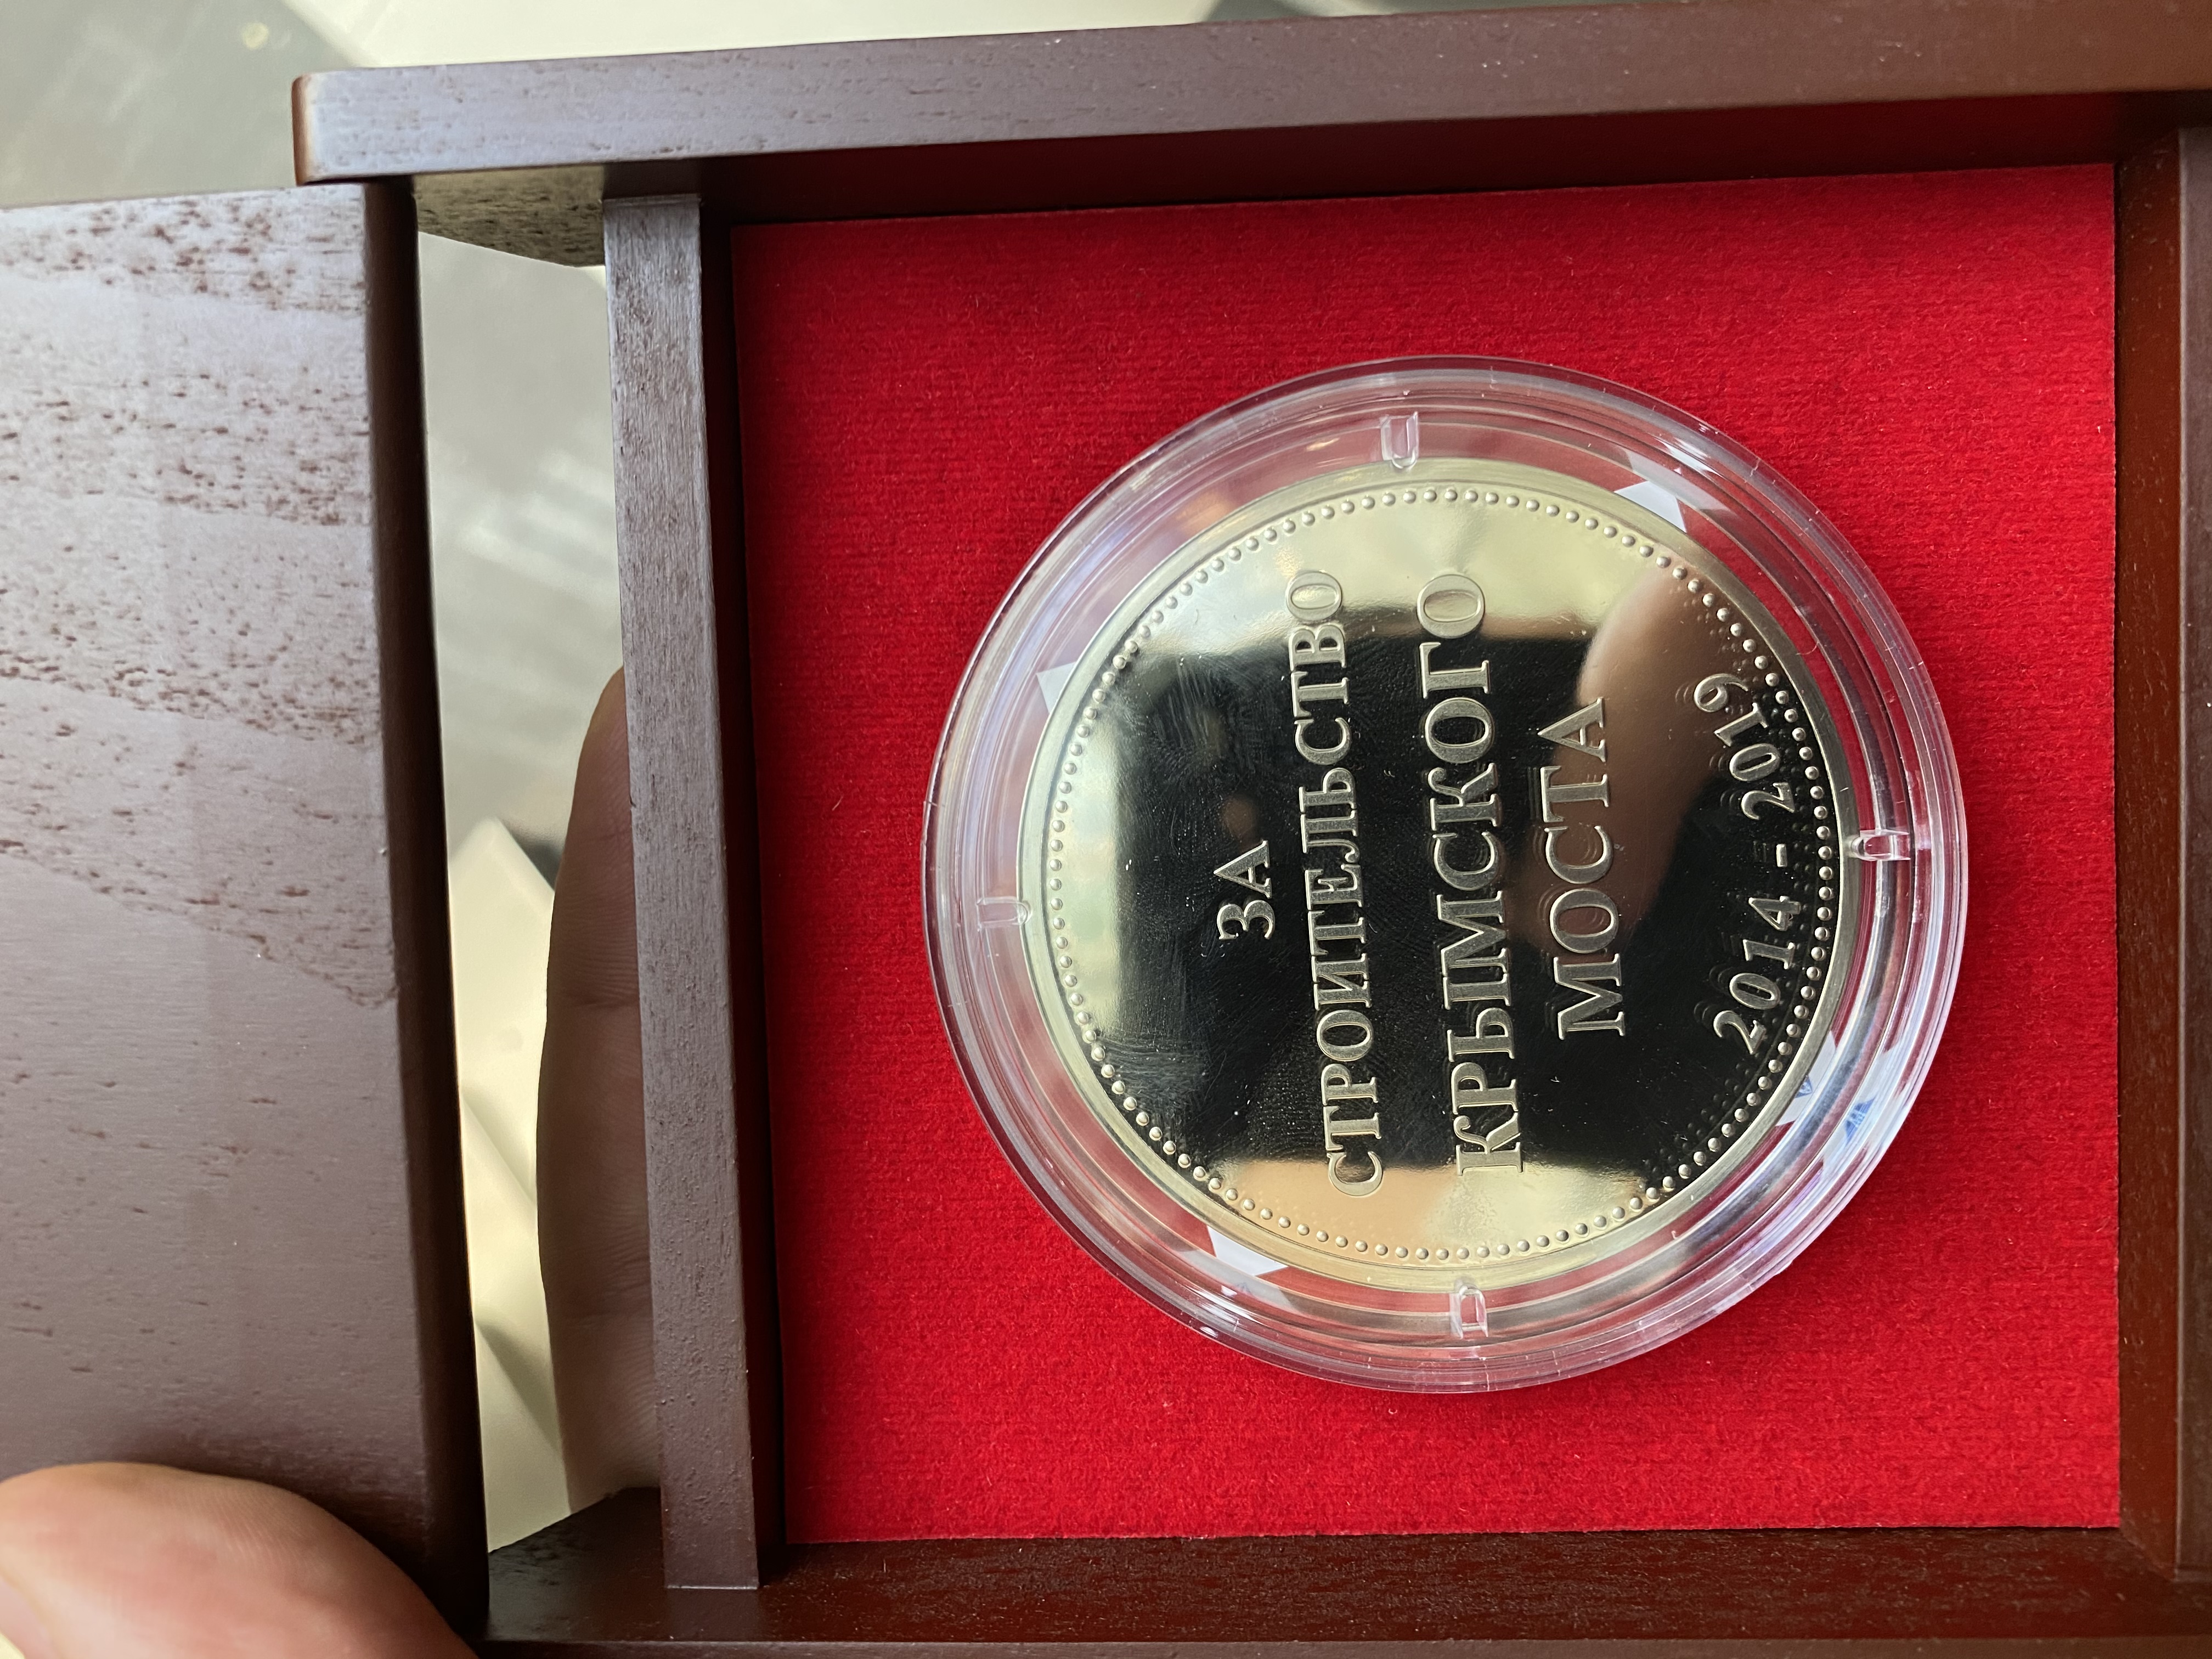 ЗА
СТРОИТЕЛЬСТВО
КРЫМСКОГО
МОСТА
2014 - 2019